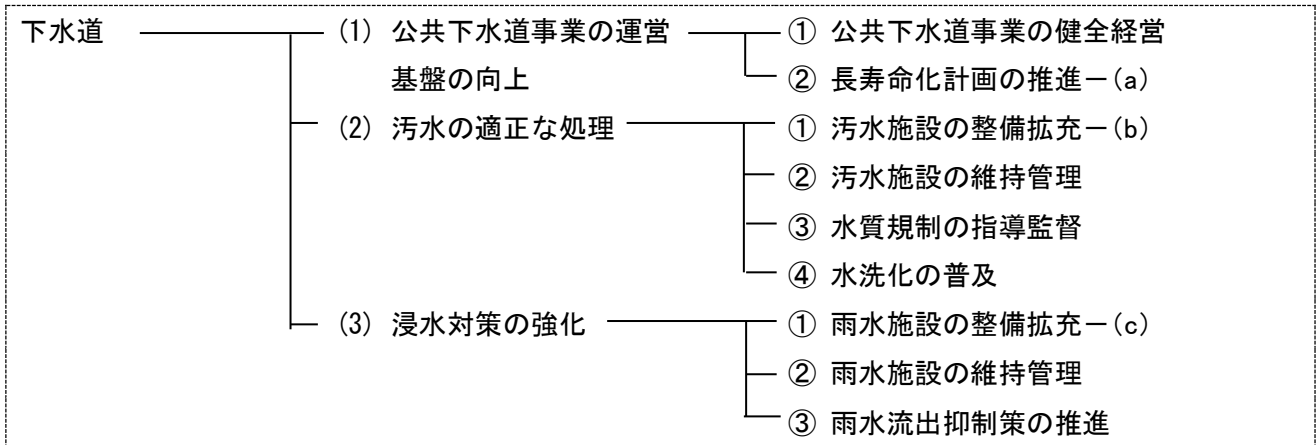 下水道 (1) 公共下水道事業の運営 ① 公共下水道事業の健全経営
基盤の向上 ② 長寿命化計画の推進－(a)
(2) 汚水の適正な処理 ① 汚水施設の整備拡充－(b)
② 汚水施設の維持管理
③ 水質規制の指導監督
④ 水洗化の普及
(3) 浸水対策の強化 ① 雨水施設の整備拡充－(c)
② 雨水施設の維持管理
③ 雨水流出抑制策の推進